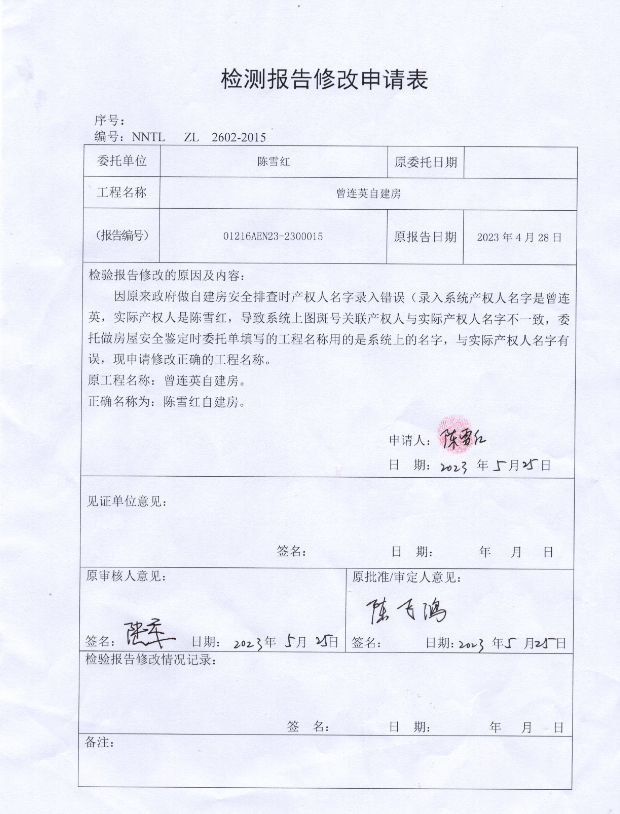 检测报告修改申请表
序号：
编号：NNTL ZL 2602-2015
委托单位 陈雪红 原委托日期
工程名称 曾连英自建房
（报告编号） 01216AEN23-2300015 原报告日期 2023 年 4 月 28 日
检验报告修改的原因及内容：
因原来政府做自建房安全排查时产权人名字录入错误（录入系统产权人名字是曾连
英，实际产权人是陈雪红，导致系统上图斑号关联产权人与实际产权人名字不一致，委
托做房屋安全鉴定时委托单填写的工程名称用的是系统上的名字，与实际产权人名字有
误，现申请修改正确的工程名称。
原工程名称：曾连英自建房。
正确名称为：陈雪红自建房。
申请人：陈雪红
日 期：2023 年 5 月 25 日
见证单位意见：
签名： 日 期： 年 月 日
原审核人意见： 原批准/审定人意见：
陈飞鸿
签名： 日期：2023 年 5 月 25 日 签名： 日期：2023 年 5 月 25 日
检验报告修改情况记录：
签 名： 日 期： 年 月 日
备注：